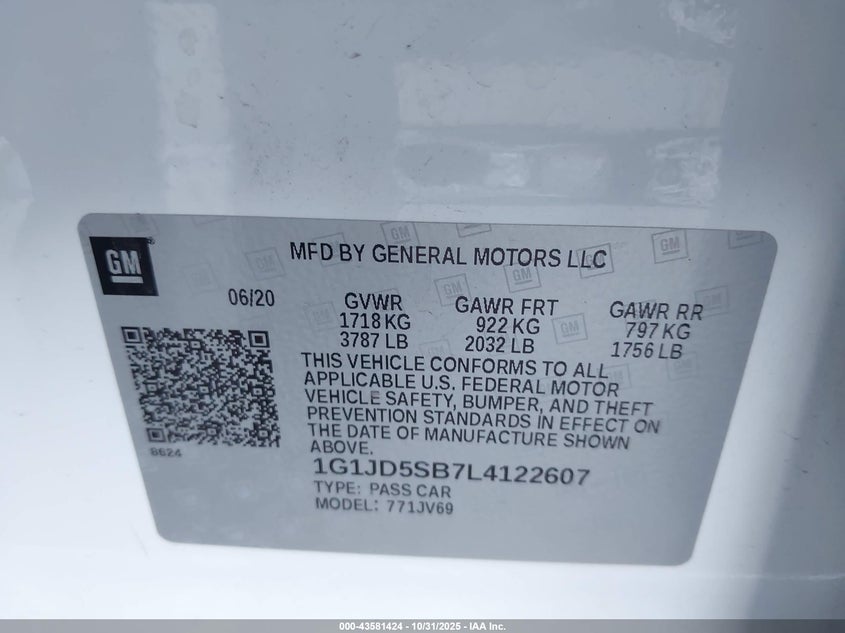 GM
MFD BY GENERAL MOTORS LLC
06/20
GVWR
1718 KG
3787 LB
GAWR FRT
922 KG
2032 LB
GAWR RR
797 KG
1756 LB
THIS VEHICLE CONFORMS TO ALL
APPLICABLE U.S. FEDERAL MOTOR
VEHICLE SAFETY, BUMPER, AND THEFT
PREVENTION STANDARDS IN EFFECT ON
THE DATE OF MANUFACTURE SHOWN
ABOVE.
8624
1G1JD5SB7L4122607
TYPE: PASS CAR
MODEL: 771JV69
000-43581424 - 10/31/2025 - IAA Inc.